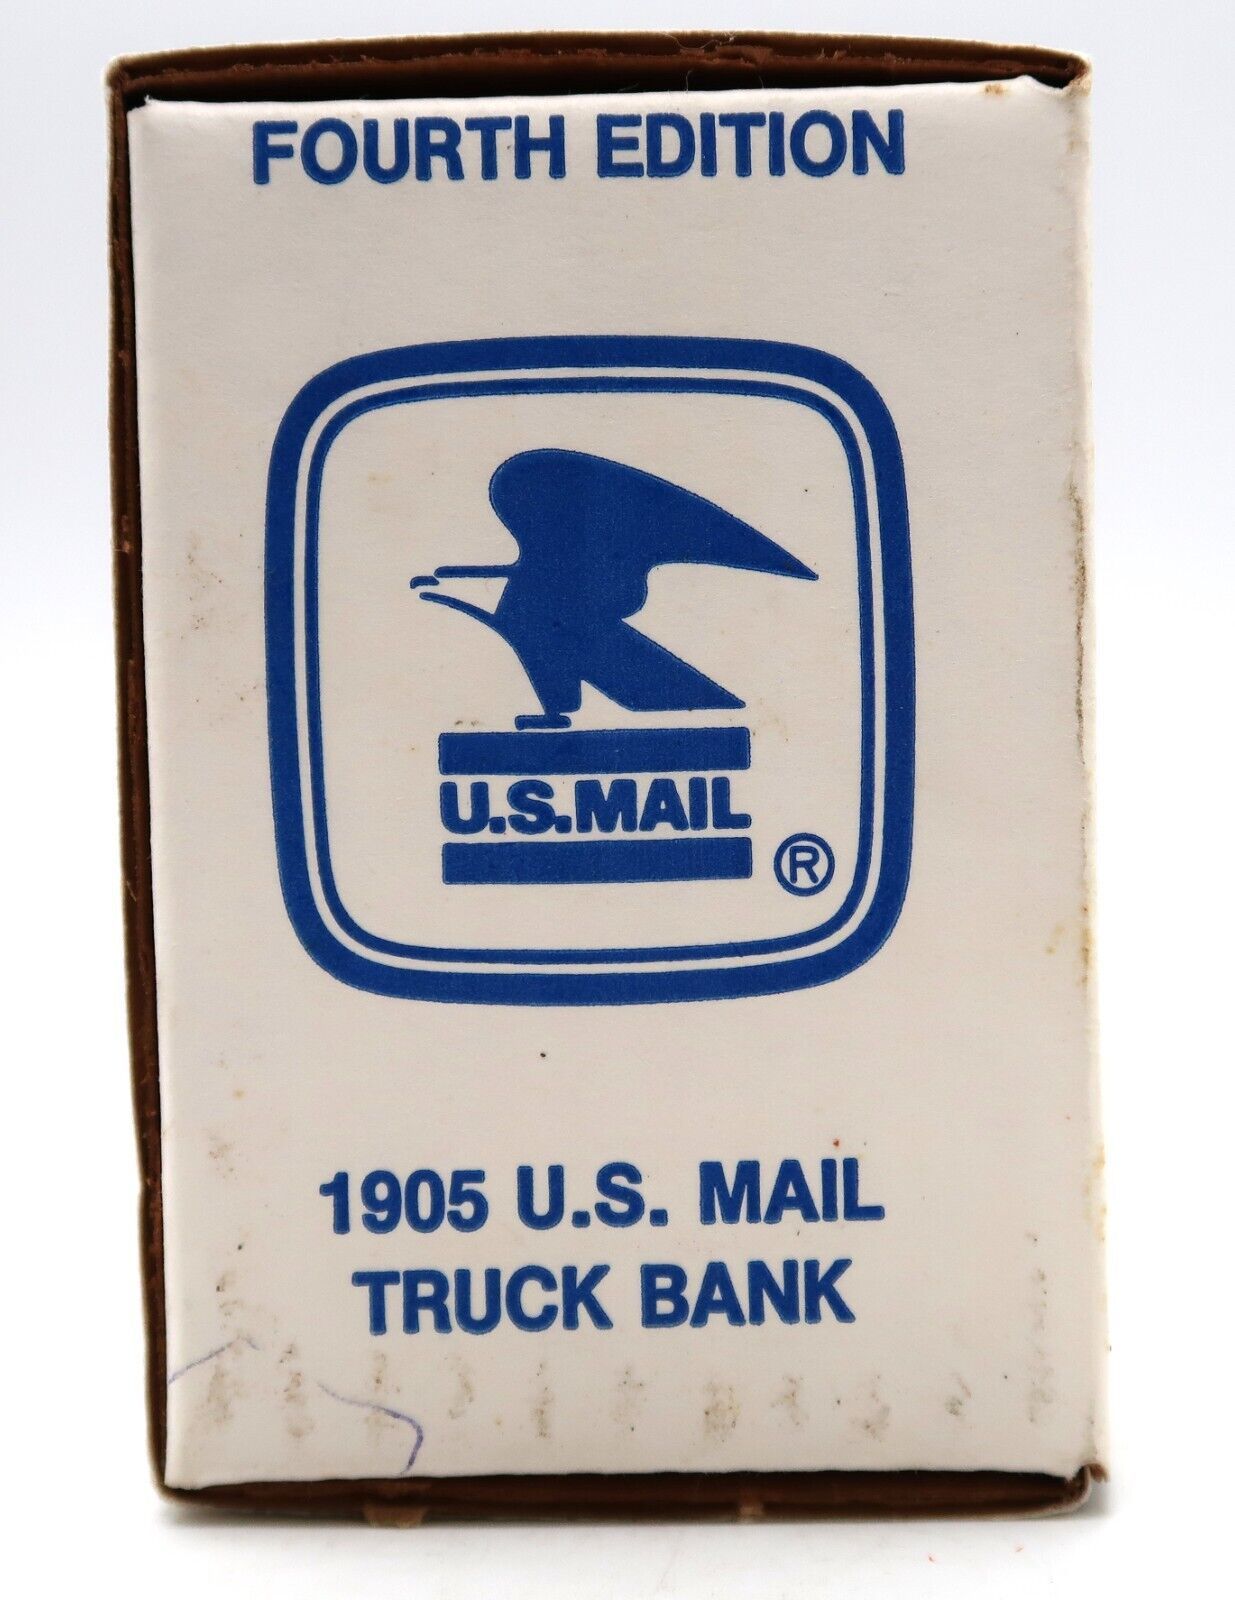 FOURTH EDITION
U.S.MAIL
®
1905 U.S. MAIL
TRUCK BANK